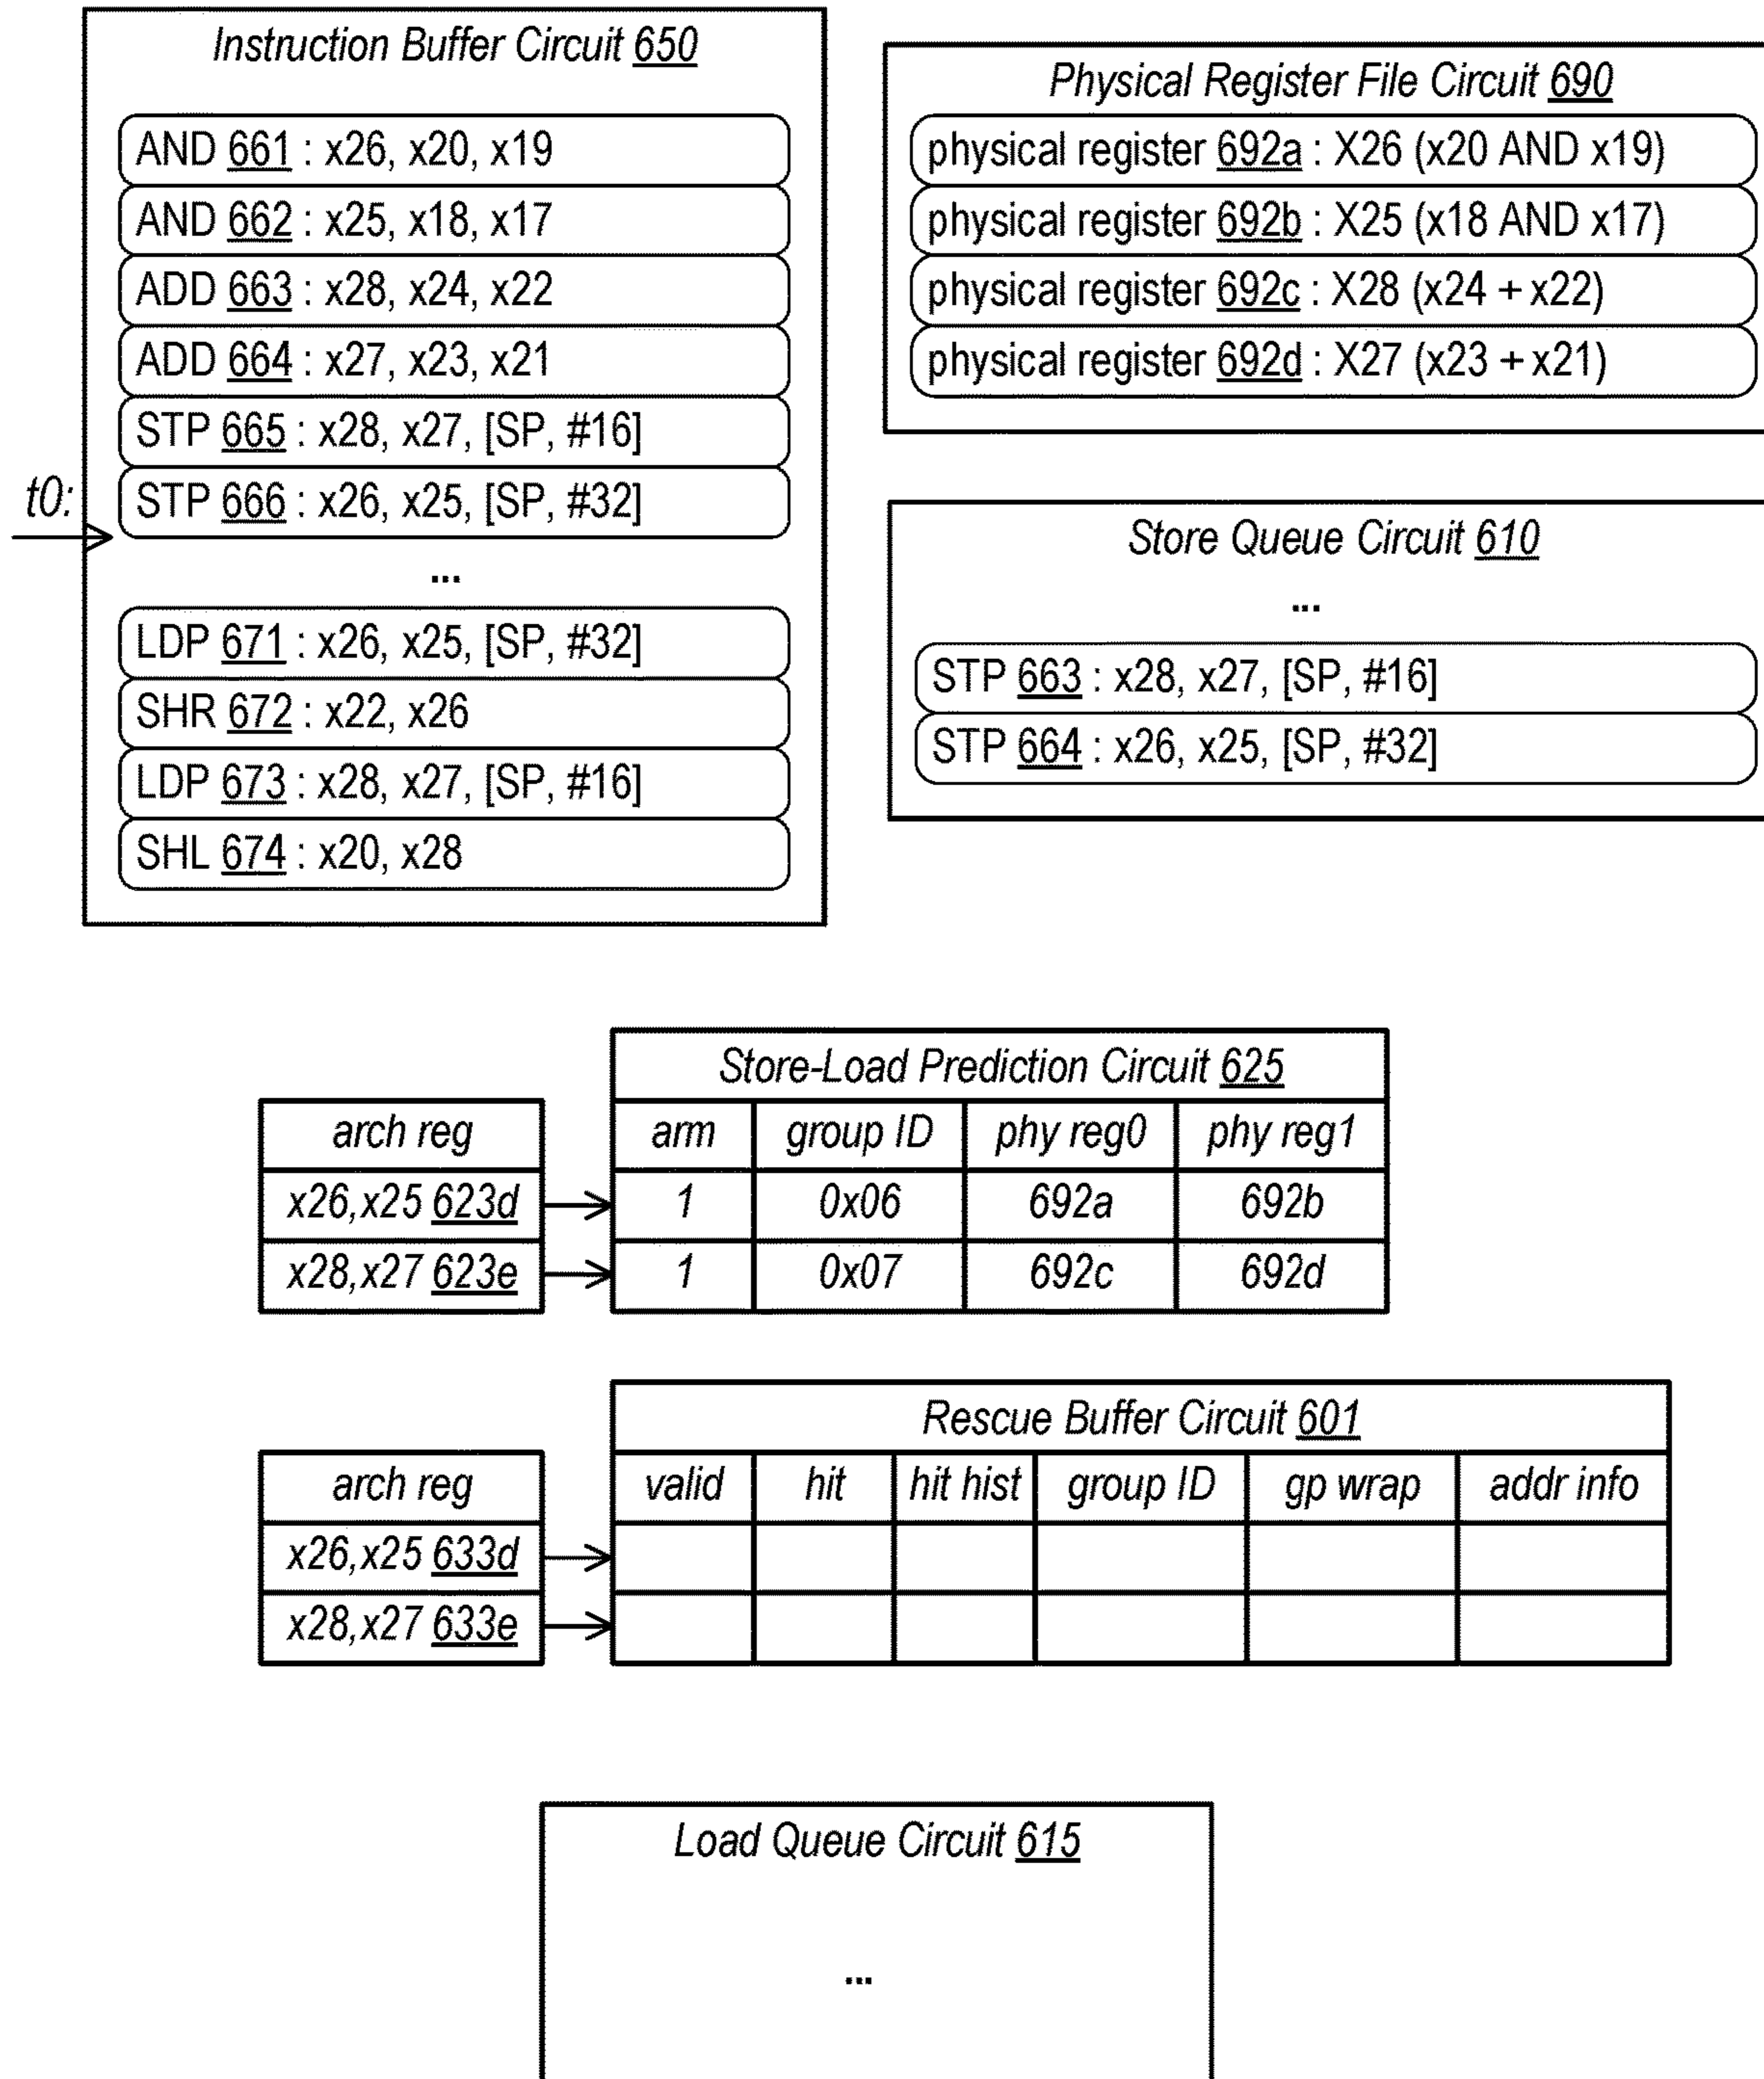 Instruction Buffer Circuit 650
AND 661 : x26, x20, x19
AND 662 : x25, x18, x17
ADD 663 : x28, x24, x22
ADD 664 : x27, x23, x21
STP 665 : x28, x27, [SP, #16]
t0:
STP 666 : x26, x25, [SP, #32]
...
LDP 671 : x26, x25, [SP, #32]
SHR 672 : x22, x26
LDP 673 : x28, x27, [SP, #16]
SHL 674 : x20, x28
Physical Register File Circuit 690
physical register 692a : X26 (x20 AND x19)
physical register 692b : X25 (x18 AND x17)
physical register 692c : X28 (x24 + x22)
physical register 692d : X27 (x23 + x21)
Store Queue Circuit 610
...
STP 663 : x28, x27, [SP, #16]
STP 664 : x26, x25, [SP, #32]
Store-Load Prediction Circuit 625
arch reg arm group ID phy reg0 phy reg1
x26,x25 623d 1 0x06 692a 692b
x28,x27 623e 1 0x07 692c 692d
Rescue Buffer Circuit 601
arch reg valid hit hit hist group ID gp wrap addr info
x26,x25 633d
x28,x27 633e
Load Queue Circuit 615
...